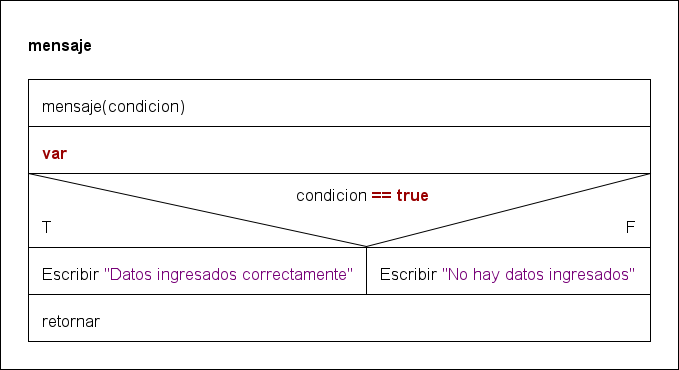 mensaje
mensaje(condicion)
var
condicion == true
T
F
Escribir "Datos ingresados correctamente"
Escribir "No hay datos ingresados"
retornar